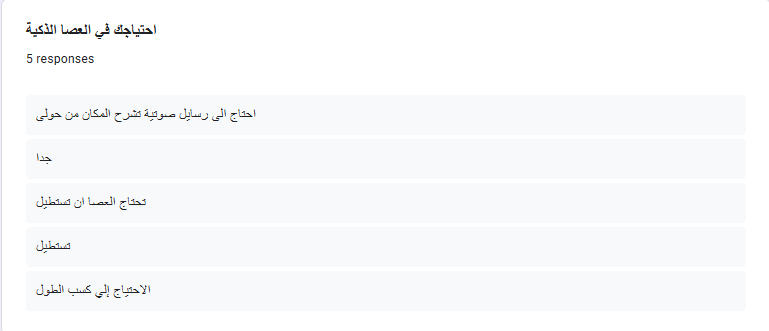 احتياجك في العصا الذكية
5 responses
احتاج الى رسايل صوتية تشرح المكان من حولى
جدا
تحتاج العصا ان تستطيل
تستطيل
الاحتياج إلي كسب الطول